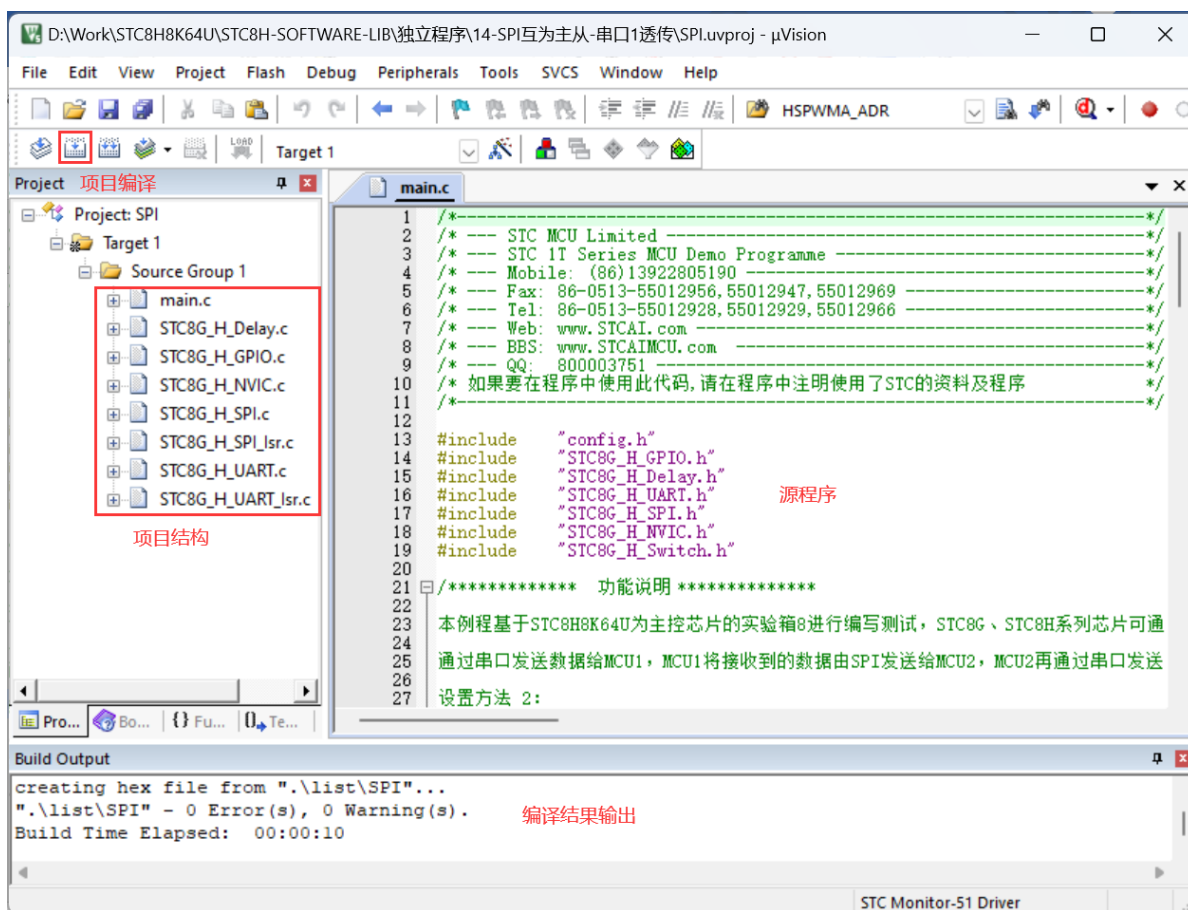 D:\Work\STC8H8K64U\STC8H-SOFTWARE-LIB\独立程序\14-SPI互为主从-串口1透传\SPI.uvproj - µVision
File Edit View Project Flash Debug Peripherals Tools SVCS Window Help
HSPWMA_ADR
LOAD
Target 1
Project 项目编译
Project: SPI
Target 1
Source Group 1
main.c
STC8G_H_Delay.c
STC8G_H_GPIO.c
STC8G_H_NVIC.c
STC8G_H_SPI.c
STC8G_H_SPI_Isr.c
STC8G_H_UART.c
STC8G_H_UART_Isr.c
项目结构
Pro... Bo... {} Fu... Te...
main.c
1 /*---------------------------------------------------------------------*/
2 /* --- STC MCU Limited ------------------------------------------------*/
3 /* --- STC 1T Series MCU Demo Programme -------------------------------*/
4 /* --- Mobile: (86)13922805190 ----------------------------------------*/
5 /* --- Fax: 86-0513-55012956,55012947,55012969 ------------------------*/
6 /* --- Tel: 86-0513-55012928,55012929,55012966 ------------------------*/
7 /* --- Web: www.STCAI.com ---------------------------------------------*/
8 /* --- BBS: www.STCAIMCU.com -----------------------------------------*/
9 /* --- QQ: 800003751 -------------------------------------------------*/
10 /* 如果要在程序中使用此代码,请在程序中注明使用了STC的资料及程序 */
11 /*---------------------------------------------------------------------*/
12
13 #include "config.h"
14 #include "STC8G_H_GPIO.h"
15 #include "STC8G_H_Delay.h"
16 #include "STC8G_H_UART.h"
17 #include "STC8G_H_SPI.h"
18 #include "STC8G_H_NVIC.h"
19 #include "STC8G_H_Switch.h"
源程序
20
21 /************* 功能说明 **************
22
23 本例程基于STC8H8K64U为主控芯片的实验箱8进行编写测试，STC8G、STC8H系列芯片可通
24
25 通过串口发送数据给MCU1，MCU1将接收到的数据由SPI发送给MCU2，MCU2再通过串口发送
26
27 设置方法 2：
Build Output
creating hex file from ".\list\SPI"...
".\list\SPI" - 0 Error(s), 0 Warning(s).
Build Time Elapsed: 00:00:10
编译结果输出
STC Monitor-51 Driver